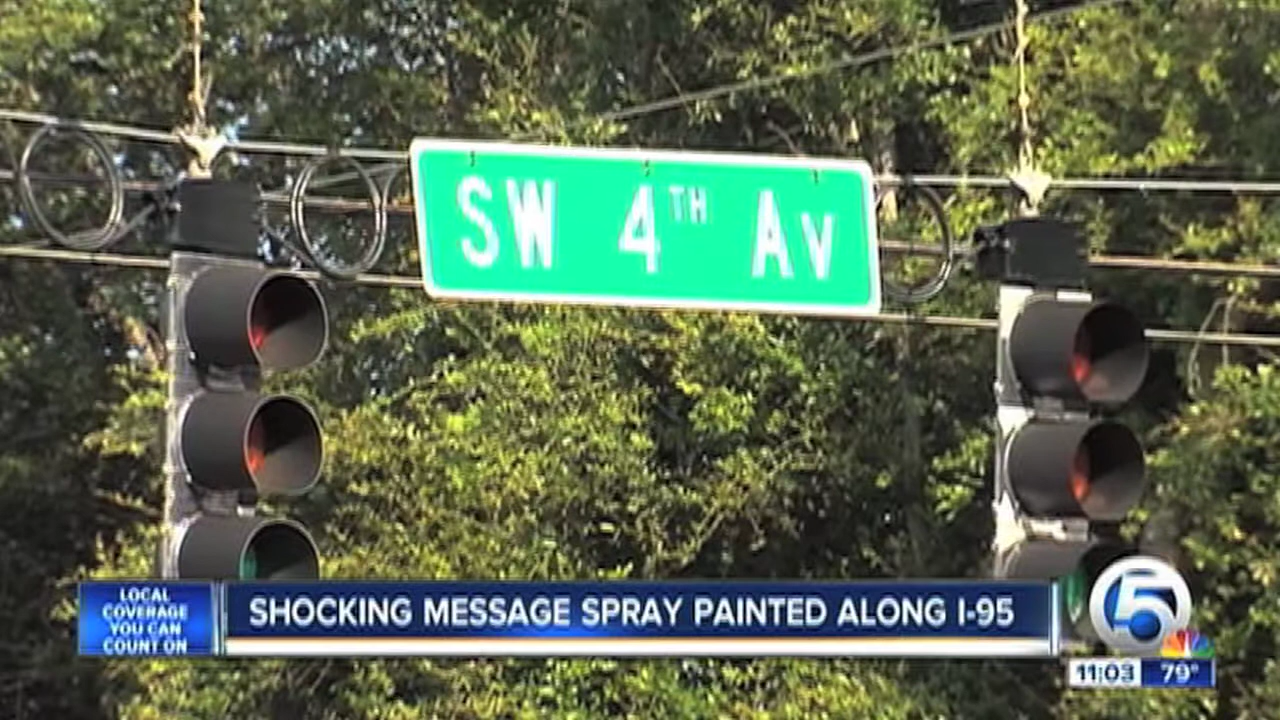 SW 4TH AV
LOCAL
COVERAGE
YOU CAN
COUNT ON
SHOCKING MESSAGE SPRAY PAINTED ALONG I-95
5
11:03 79°